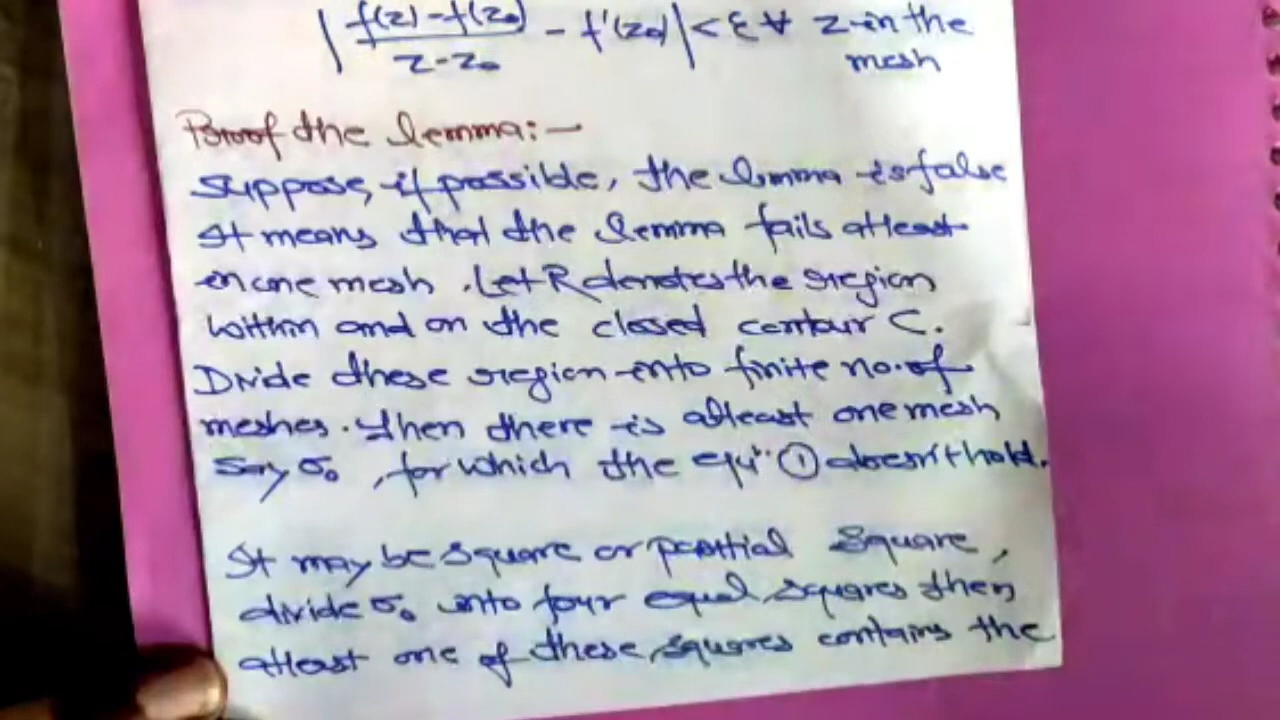 | f(z)-f(z₀) / z-z₀ - f'(z₀) | < ε ∀ z in the mesh
Proof the lemma:-
Suppose, if possible, the lemma is false
It means that the lemma fails atleast
in one mesh. Let R denotes the region
within and on the closed contour C.
Divide these region into finite no. of
meshes. Then there is atleast one mesh
say σ₀, for which the eqⁿ ① doesn't hold.
It may be square or partial square,
divide σ₀ into four equal squares then
atleast one of these squares contains the